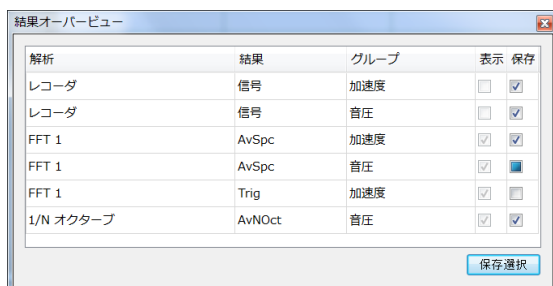 結果オーバービュー
解析 結果 グループ 表示 保存
レコーダ 信号 加速度
レコーダ 信号 音圧
FFT 1 AvSpc 加速度
FFT 1 AvSpc 音圧
FFT 1 Trig 加速度
1/N オクターブ AvNOct 音圧
保存選択